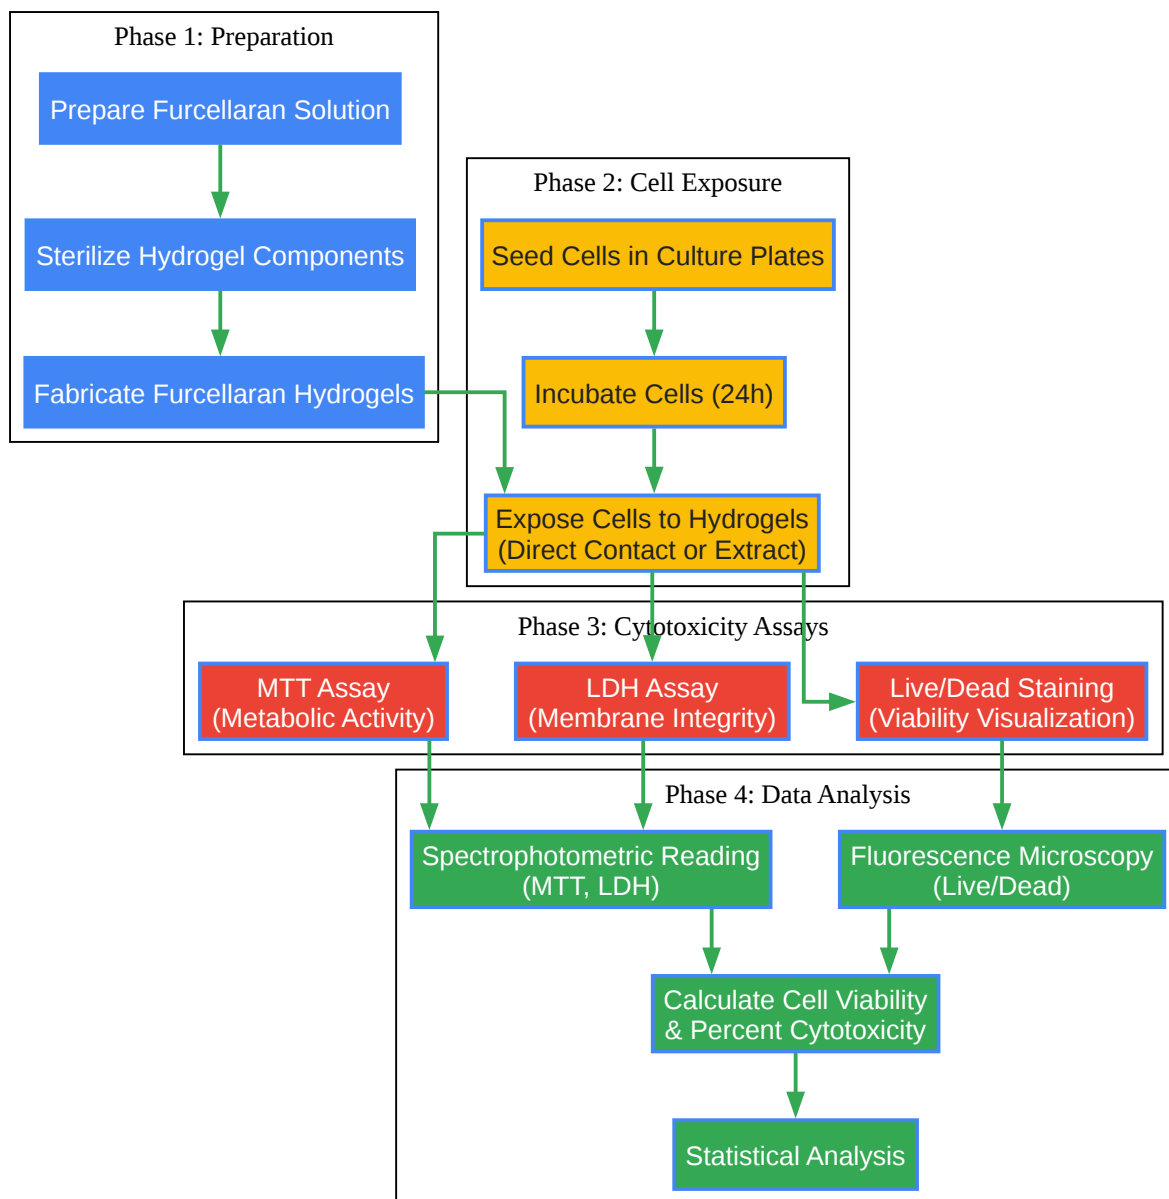 Phase 1: Preparation
Prepare Furcellaran Solution
Sterilize Hydrogel Components
Fabricate Furcellaran Hydrogels
Phase 2: Cell Exposure
Seed Cells in Culture Plates
Incubate Cells (24h)
Expose Cells to Hydrogels
(Direct Contact or Extract)
Phase 3: Cytotoxicity Assays
MTT Assay
(Metabolic Activity)
LDH Assay
(Membrane Integrity)
Live/Dead Staining
(Viability Visualization)
Phase 4: Data Analysis
Spectrophotometric Reading
(MTT, LDH)
Fluorescence Microscopy
(Live/Dead)
Calculate Cell Viability
& Percent Cytotoxicity
Statistical Analysis